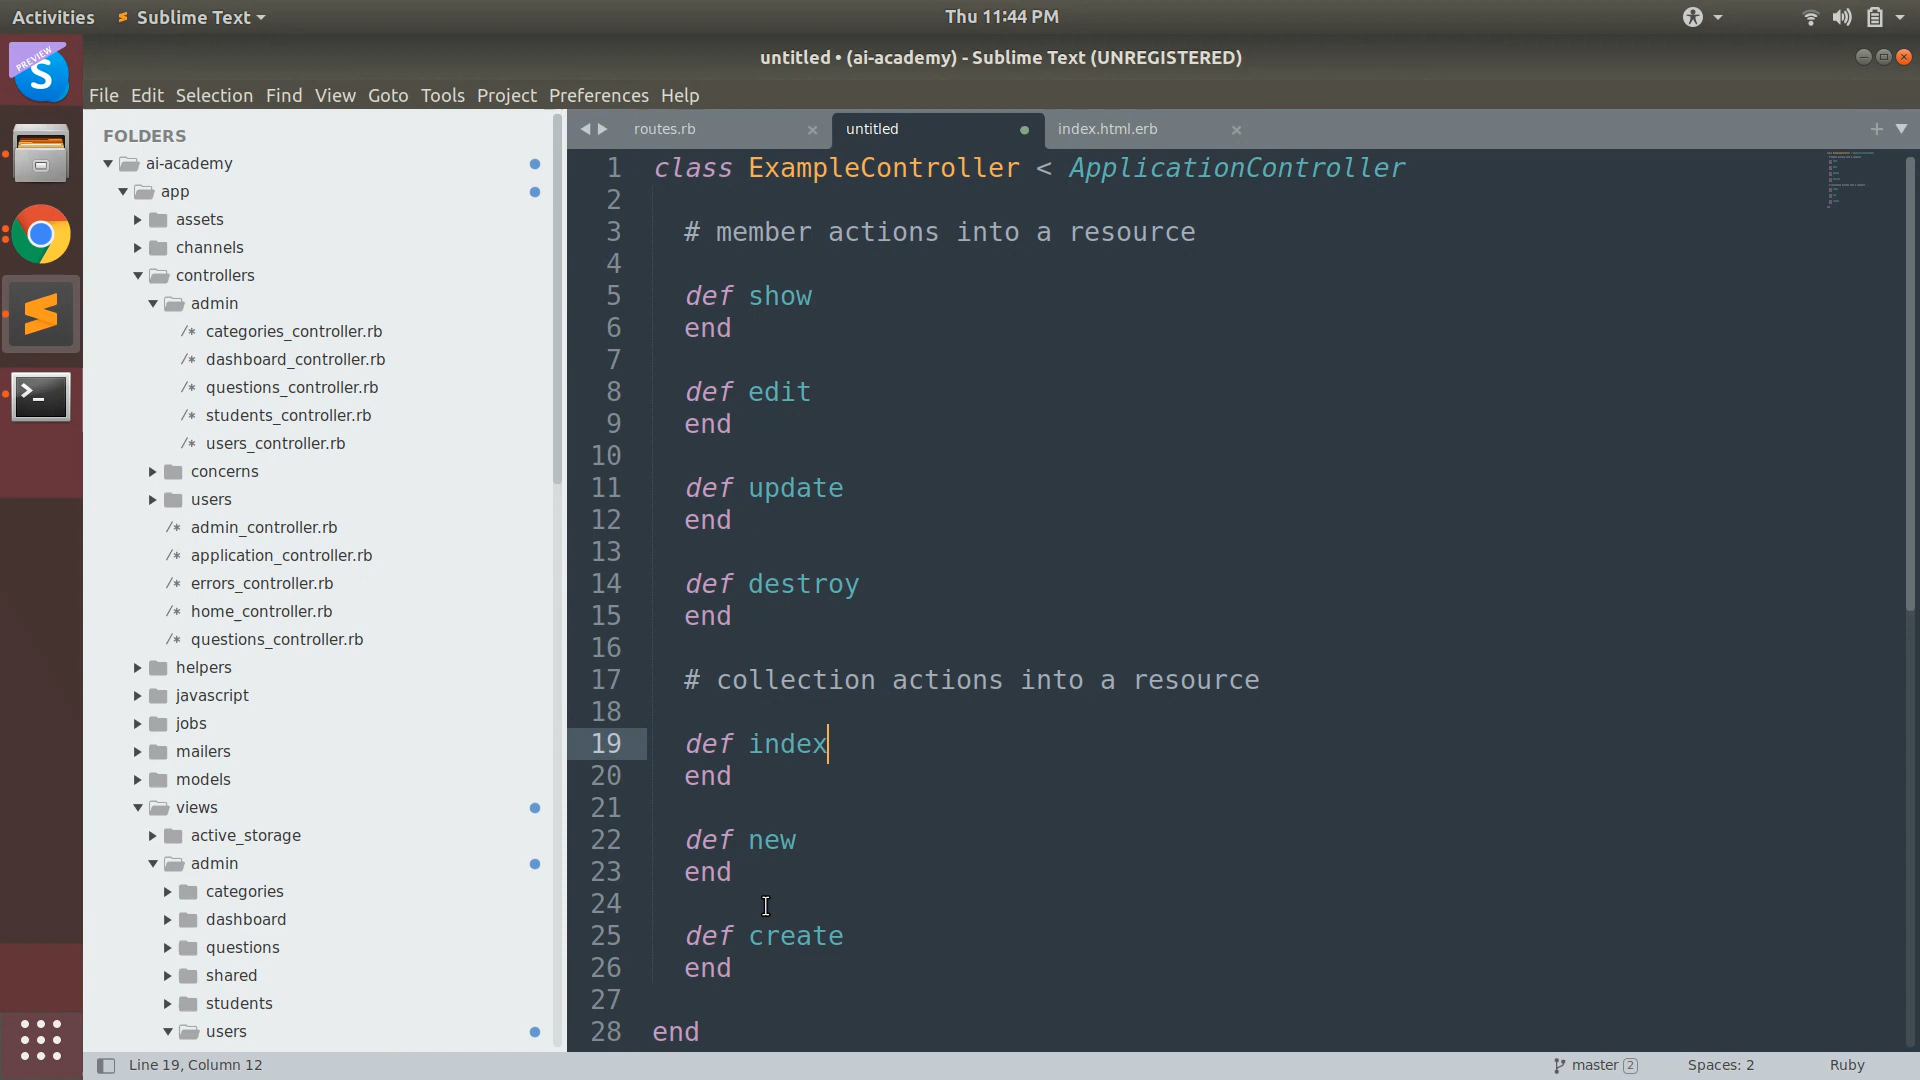 Activities
Sublime Text
Thu 11:44 PM
PREVIEW
S
untitled • (ai-academy) - Sublime Text (UNREGISTERED)
File Edit Selection Find View Goto Tools Project Preferences Help
FOLDERS
ai-academy
app
assets
channels
controllers
admin
/* categories_controller.rb
/* dashboard_controller.rb
/* questions_controller.rb
/* students_controller.rb
/* users_controller.rb
concerns
users
/* admin_controller.rb
/* application_controller.rb
/* errors_controller.rb
/* home_controller.rb
/* questions_controller.rb
helpers
javascript
jobs
mailers
models
views
active_storage
admin
categories
dashboard
questions
shared
students
users
routes.rb
untitled
index.html.erb
1 class ExampleController < ApplicationController
2
3 # member actions into a resource
4
5 def show
6 end
7
8 def edit
9 end
10
11 def update
12 end
13
14 def destroy
15 end
16
17 # collection actions into a resource
18
19 def index
20 end
21
22 def new
23 end
24
25 def create
26 end
27
28 end
Line 19, Column 12
master 2
Spaces: 2
Ruby